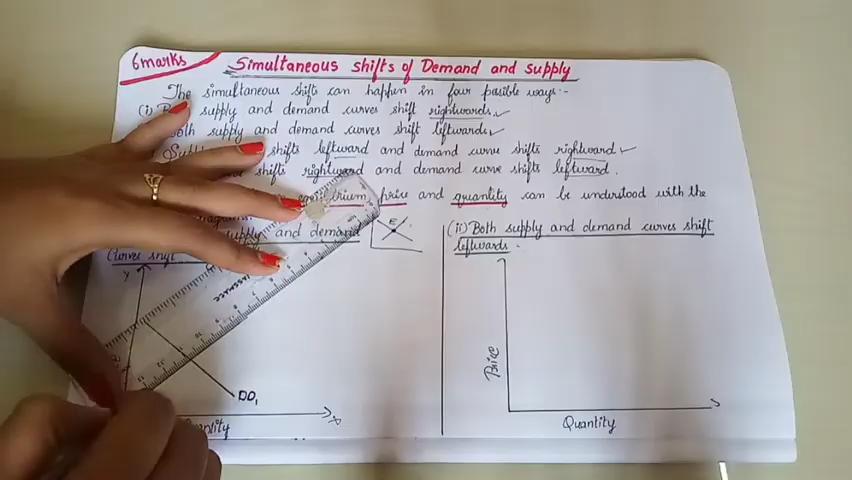 6marks
Simultaneous shifts of Demand and Supply
The simultaneous shift can happen in four posible ways:-
(i) supply and demand curves shift rightwards.
Both supply and demand curves shift leftwards
shifts leftward and demand curve shifts rightward
shifts rightward and demand curve shifts leftward.
price and quantity can be understood with the
supply and demand
Curves shift
E
(ii) Both supply and demand curves shift
leftwards.
Y
DD1
X
Price
Quantity